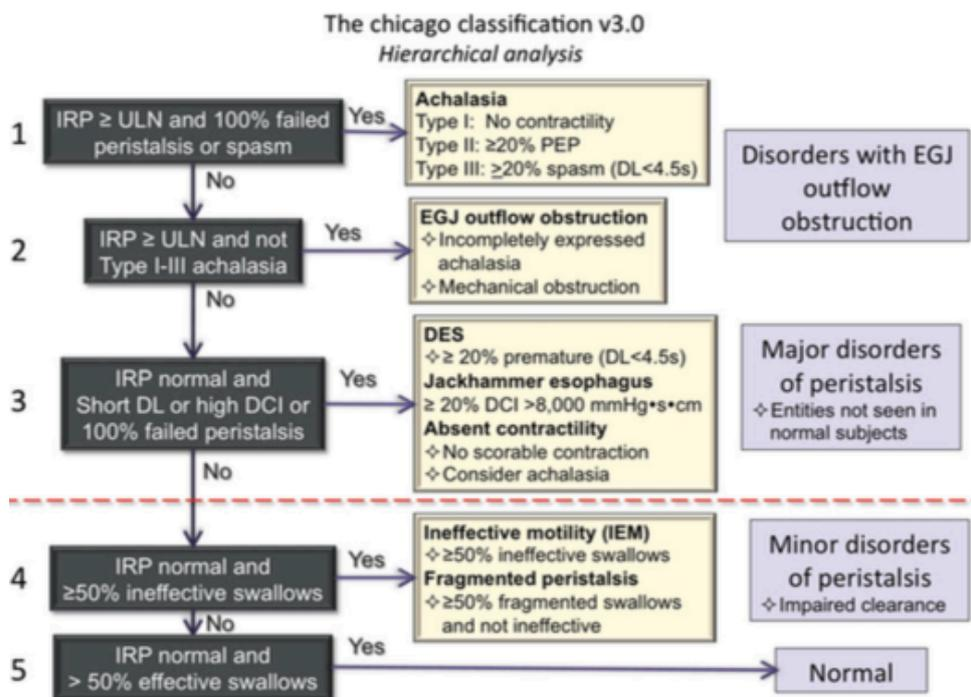 The chicago classification v3.0
Hierarchical analysis
1
IRP ≥ ULN and 100% failed
peristalsis or spasm
Yes
No
Achalasia
Type I: No contractility
Type II: ≥20% PEP
Type III: ≥20% spasm (DL<4.5s)
Disorders with EGJ
outflow
obstruction
2
IRP ≥ ULN and not
Type I-III achalasia
Yes
No
EGJ outflow obstruction
✧ Incompletely expressed
achalasia
✧ Mechanical obstruction
3
IRP normal and
Short DL or high DCI or
100% failed peristalsis
Yes
No
DES
✧ ≥ 20% premature (DL<4.5s)
Jackhammer esophagus
≥ 20% DCI >8,000 mmHg•s•cm
Absent contractility
✧ No scorable contraction
✧ Consider achalasia
Major disorders
of peristalsis
✧ Entities not seen in
normal subjects
4
IRP normal and
≥50% ineffective swallows
Yes
No
Ineffective motility (IEM)
✧ ≥50% ineffective swallows
Fragmented peristalsis
✧ ≥50% fragmented swallows
and not ineffective
Minor disorders
of peristalsis
✧ Impaired clearance
5
IRP normal and
> 50% effective swallows
Yes
Normal